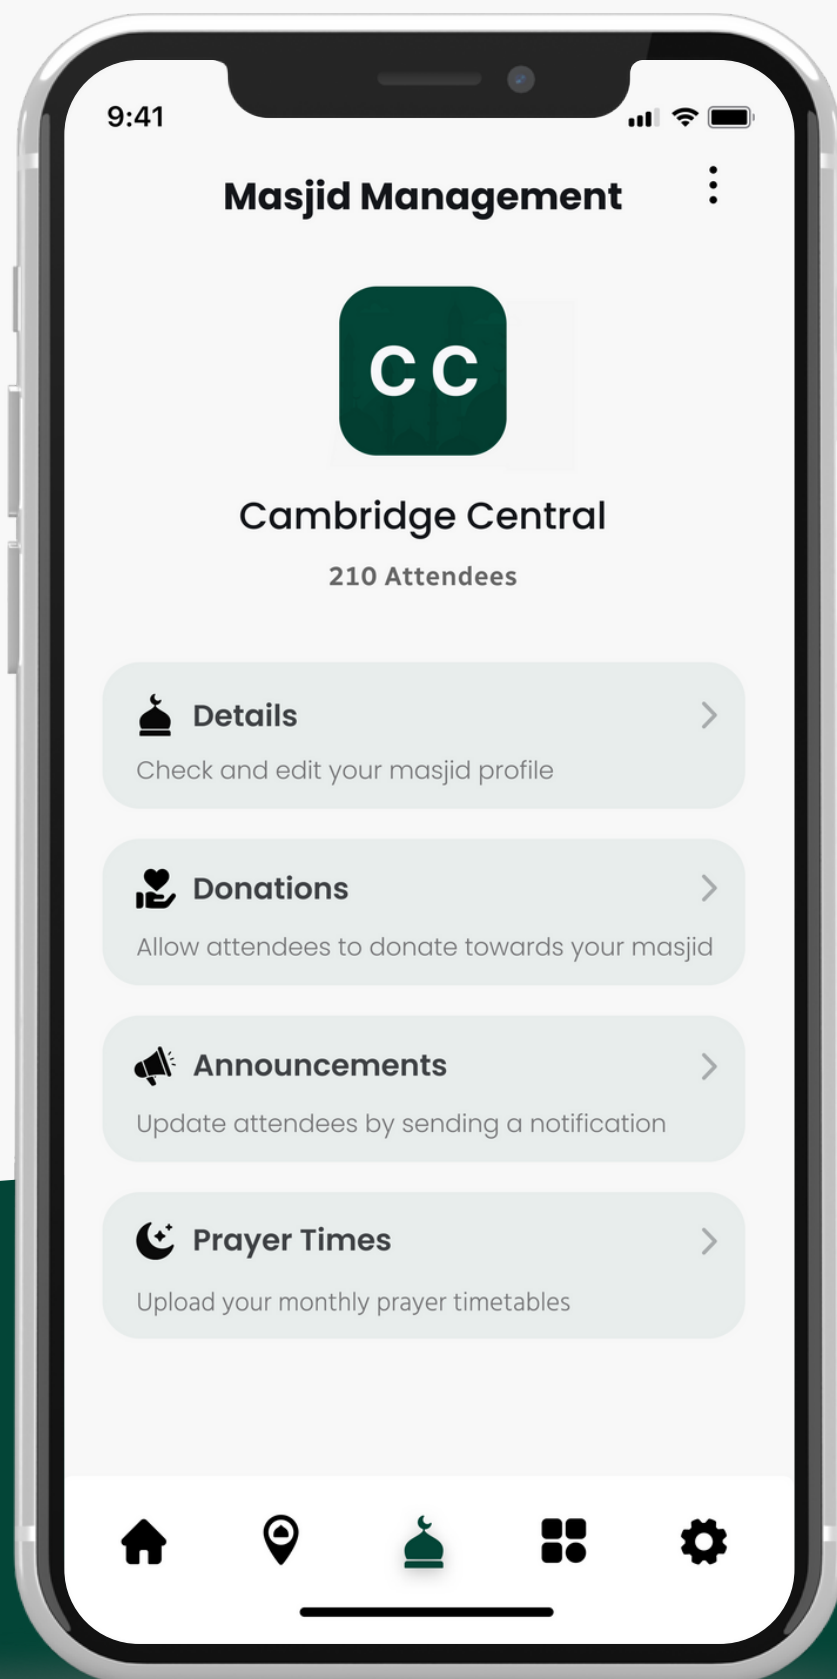 9:41
Masjid Management
C C
Cambridge Central
210 Attendees
Details
Check and edit your masjid profile
Donations
Allow attendees to donate towards your masjid
Announcements
Update attendees by sending a notification
Prayer Times
Upload your monthly prayer timetables